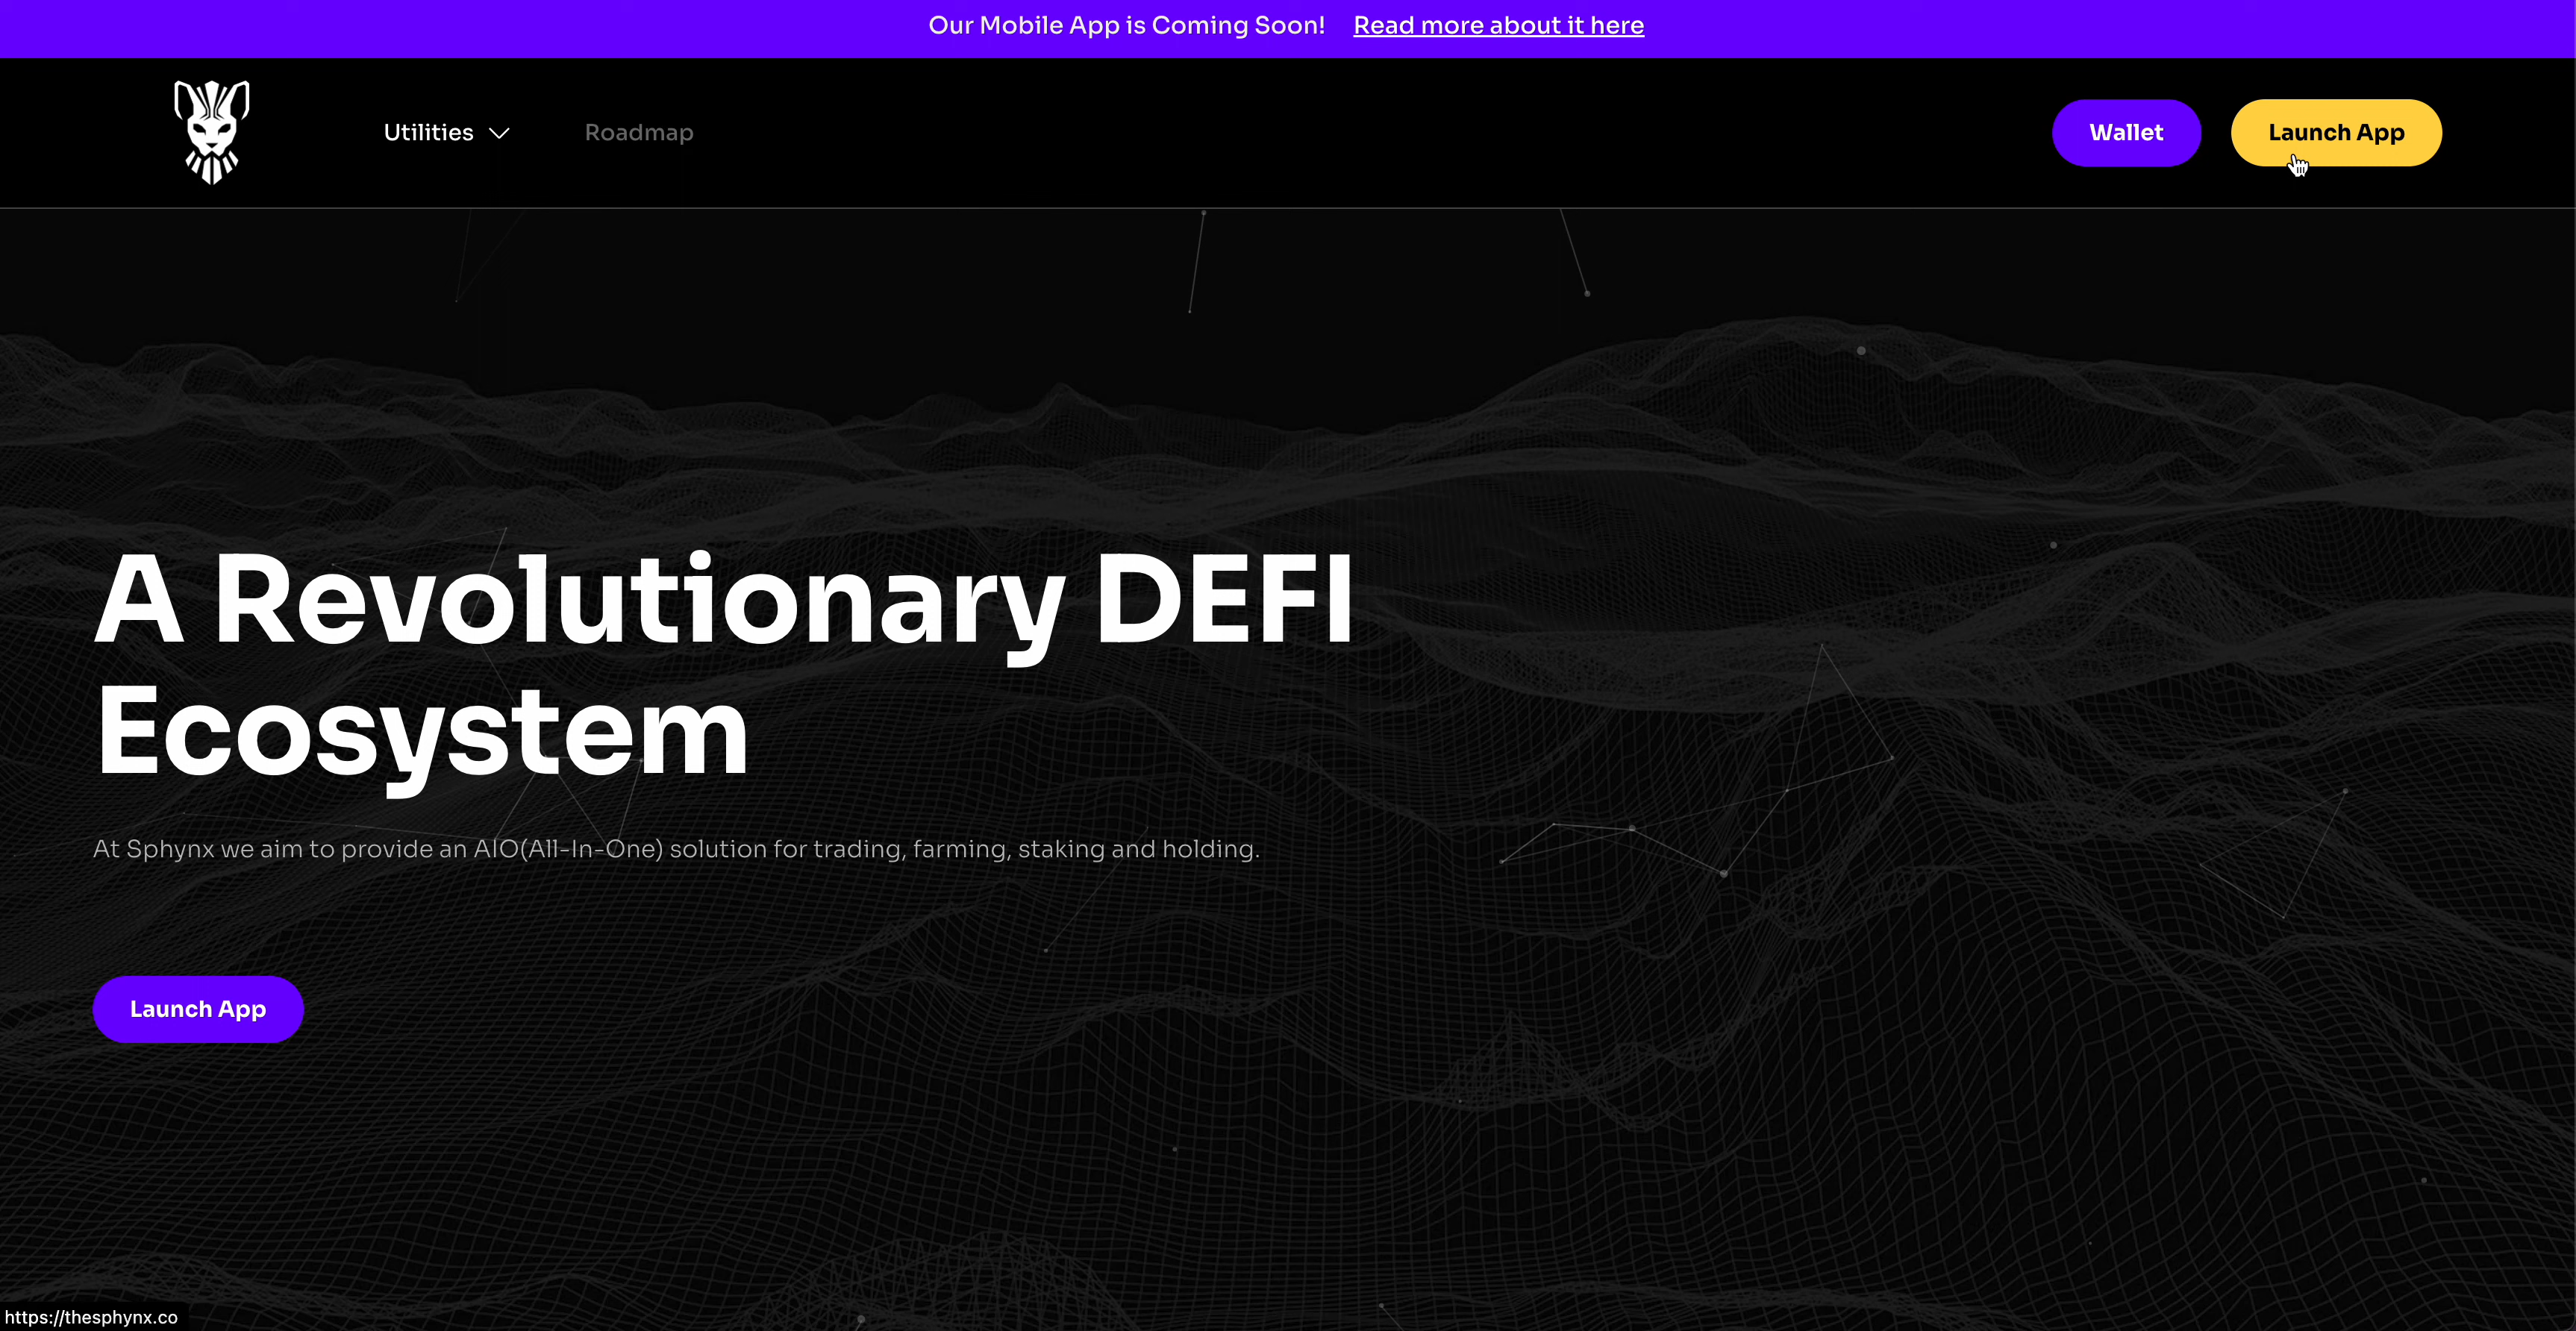 Our Mobile App is Coming Soon! Read more about it here
Utilities Roadmap Wallet Launch App
A Revolutionary DEFI
Ecosystem
At Sphynx we aim to provide an AIO(All-In-One) solution for trading, farming, staking and holding.
Launch App
https://thesphynx.co